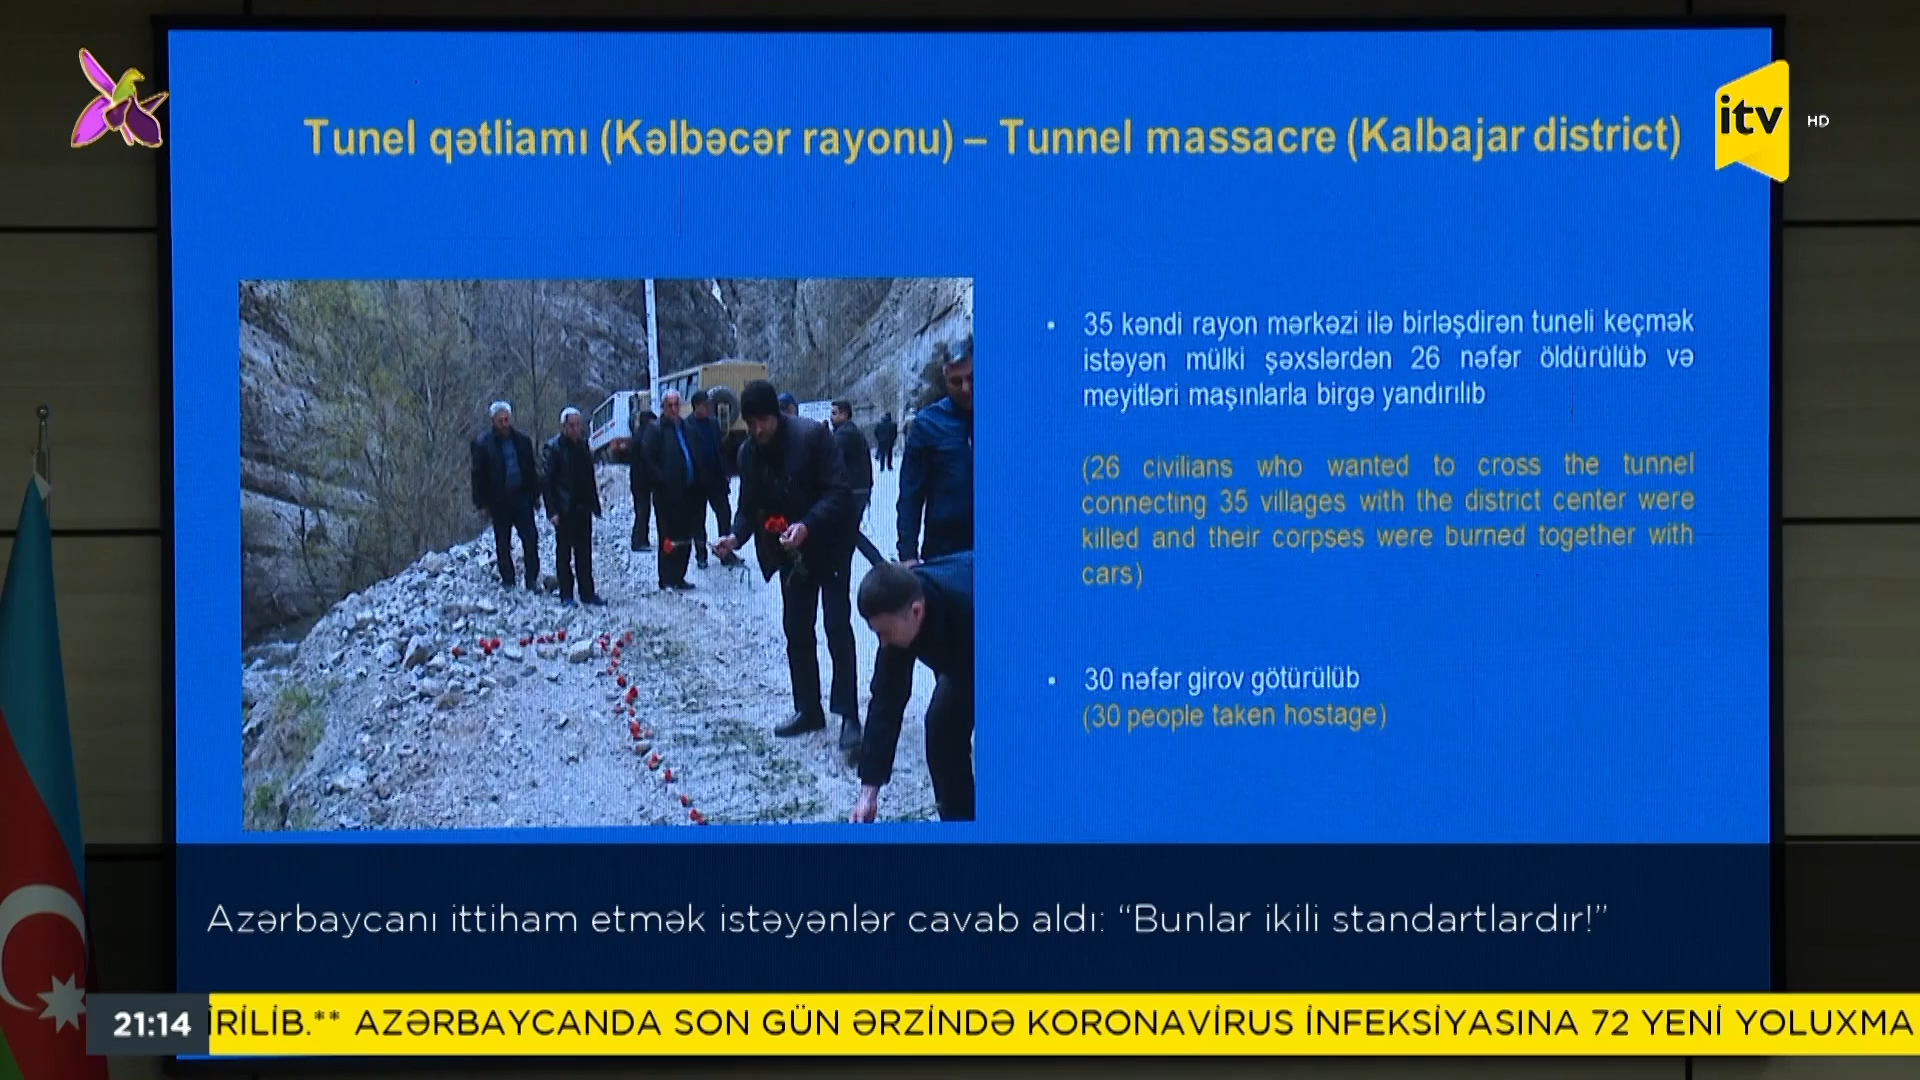 Tunel qətliamı (Kəlbəcər rayonu) – Tunnel massacre (Kalbajar district)
itv
HD
• 35 kəndi rayon mərkəzi ilə birləşdirən tuneli keçmək
istəyən mülki şəxslərdən 26 nəfər öldürülüb və
meyitləri maşınlarla birgə yandırılıb
(26 civilians who wanted to cross the tunnel
connecting 35 villages with the district center were
killed and their corpses were burned together with
cars)
• 30 nəfər girov götürülüb
(30 people taken hostage)
Azərbaycanı ittiham etmək istəyənlər cavab aldı: “Bunlar ikili standartlardır!”
21:14
İRİLİB.** AZƏRBAYCANDA SON GÜN ƏRZİNDƏ KORONAVİRUS İNFEKSİYASINA 72 YENİ YOLUXMA